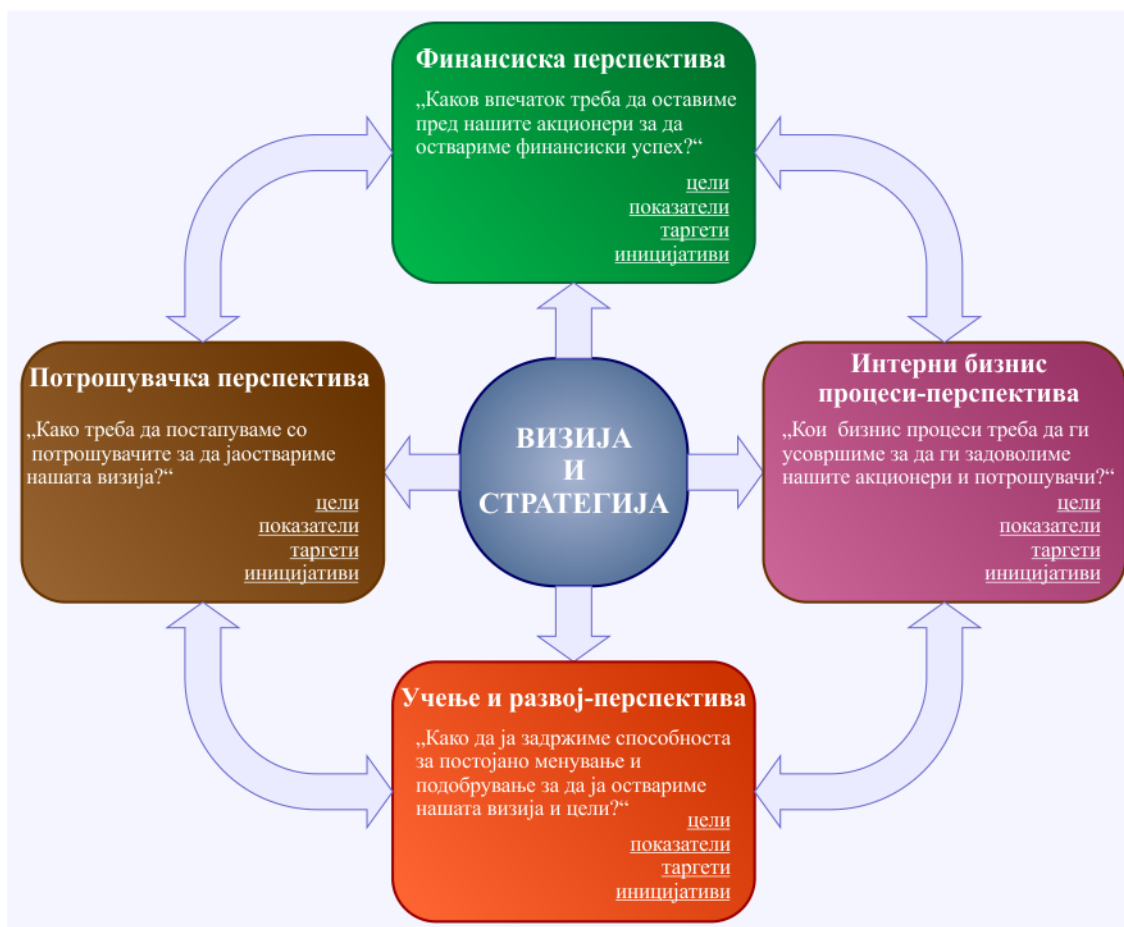 Финансиска перспектива
„Каков впечаток треба да оставиме
пред нашите акционери за да
оствариме финансиски успех?“
цели
показатели
таргети
иницијативи
Потрошувачка перспектива
„Како треба да постапуваме со
потрошувачите за да јаоствариме
нашата визија?“
цели
показатели
таргети
иницијативи
ВИЗИЈА
И
СТРАТЕГИЈА
Интерни бизнис
процеси-перспектива
„Кои бизнис процеси треба да ги
усовршиме за да ги задоволиме
нашите акционери и потрошувачи?“
цели
показатели
таргети
иницијативи
Учење и развој-перспектива
„Како да ја задржиме способноста
за постојано менување и
подобрување за да ја оствариме
нашата визија и цели?“
цели
показатели
таргети
иницијативи